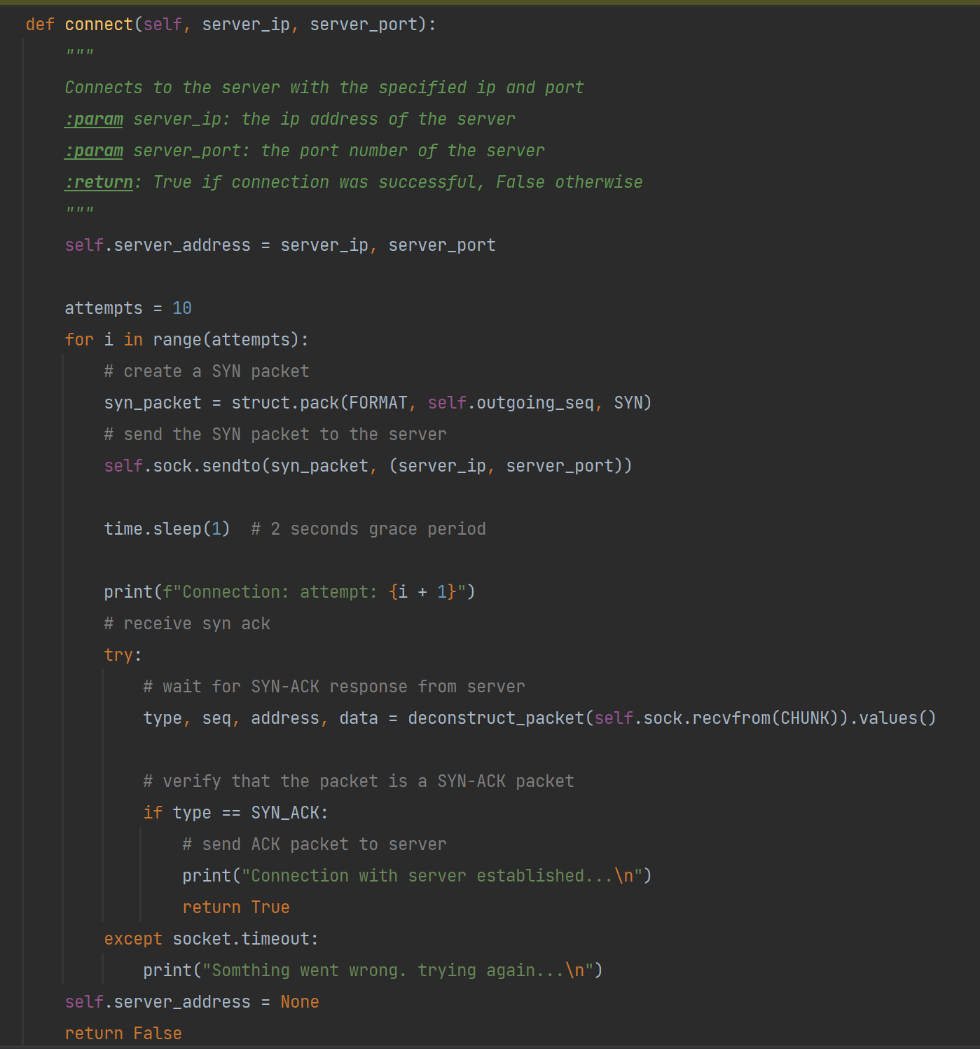 def connect(self, server_ip, server_port):
    """
    Connects to the server with the specified ip and port
    :param server_ip: the ip address of the server
    :param server_port: the port number of the server
    :return: True if connection was successful, False otherwise
    """
    self.server_address = server_ip, server_port
    attempts = 10
    for i in range(attempts):
        # create a SYN packet
        syn_packet = struct.pack(FORMAT, self.outgoing_seq, SYN)
        # send the SYN packet to the server
        self.sock.sendto(syn_packet, (server_ip, server_port))
        time.sleep(1)  # 2 seconds grace period
        print(f"Connection: attempt: {i + 1}")
        # receive syn ack
        try:
            # wait for SYN-ACK response from server
            type, seq, address, data = deconstruct_packet(self.sock.recvfrom(CHUNK)).values()
            # verify that the packet is a SYN-ACK packet
            if type == SYN_ACK:
                # send ACK packet to server
                print("Connection with server established...\n")
                return True
        except socket.timeout:
            print("Somthing went wrong. trying again...\n")
    self.server_address = None
    return False